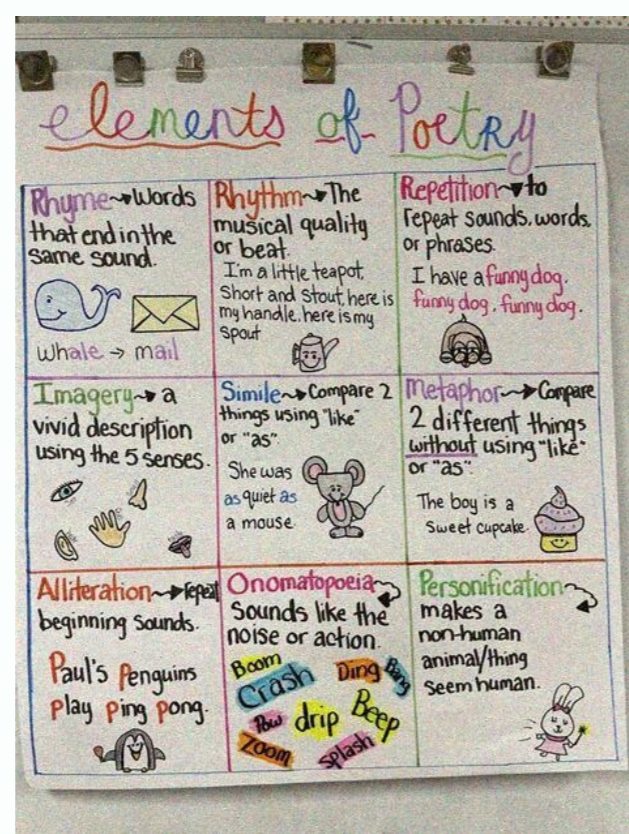 elements of Poetry
Rhyme Words
that end in the
same sound.
whale → mail
Rhythm The
musical quality
or beat.
I'm a little teapot,
Short and Stout, here is
my handle, here is my
spout
Repetition to
repeat sounds, words,
or phrases.
I have a funny dog,
funny dog, funny dog.
Imagery a
vivid description
using the 5 senses.
Simile Compare 2
things using "like"
or "as".
She was
as quiet as
a mouse.
Metaphor Compare
2 different things
without using "like"
or "as".
The boy is a
sweet cupcake.
Alliteration repeat
beginning sounds.
Paul's Penguins
Play Ping Pong.
Onomatopoeia
Sounds like the
noise or action.
Boom
Crash
Ding
Bang
Pow
drip
Beep
Zoom
splash
Personification
makes a
non-human
animal/thing
seem human.